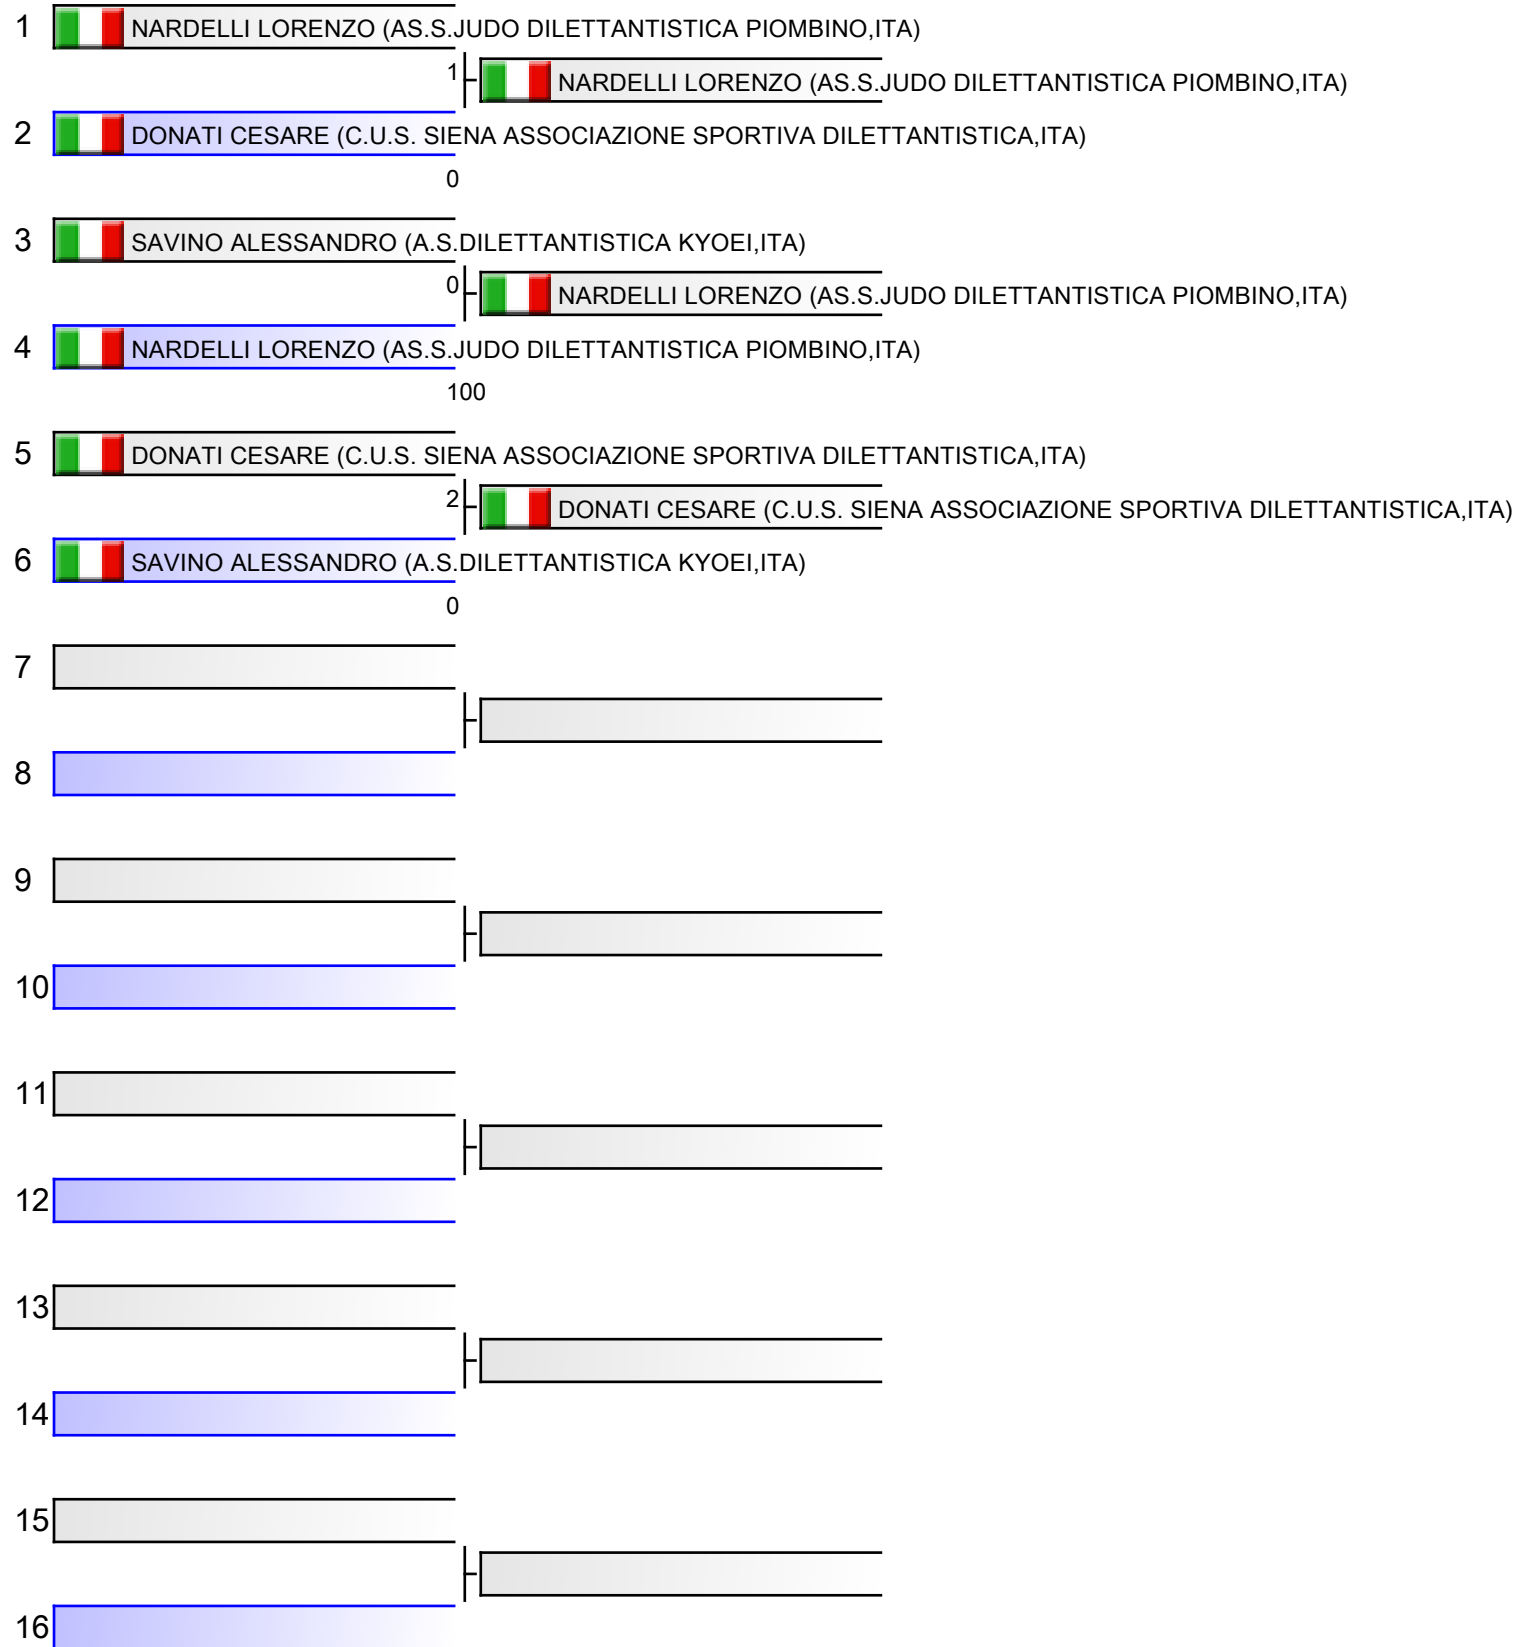 1 NARDELLI LORENZO (AS.S.JUDO DILETTANTISTICA PIOMBINO,ITA)
1 NARDELLI LORENZO (AS.S.JUDO DILETTANTISTICA PIOMBINO,ITA)
2 DONATI CESARE (C.U.S. SIENA ASSOCIAZIONE SPORTIVA DILETTANTISTICA,ITA)
0
3 SAVINO ALESSANDRO (A.S.DILETTANTISTICA KYOEI,ITA)
0 NARDELLI LORENZO (AS.S.JUDO DILETTANTISTICA PIOMBINO,ITA)
4 NARDELLI LORENZO (AS.S.JUDO DILETTANTISTICA PIOMBINO,ITA)
100
5 DONATI CESARE (C.U.S. SIENA ASSOCIAZIONE SPORTIVA DILETTANTISTICA,ITA)
2 DONATI CESARE (C.U.S. SIENA ASSOCIAZIONE SPORTIVA DILETTANTISTICA,ITA)
6 SAVINO ALESSANDRO (A.S.DILETTANTISTICA KYOEI,ITA)
0
7
8
9
10
11
12
13
14
15
16